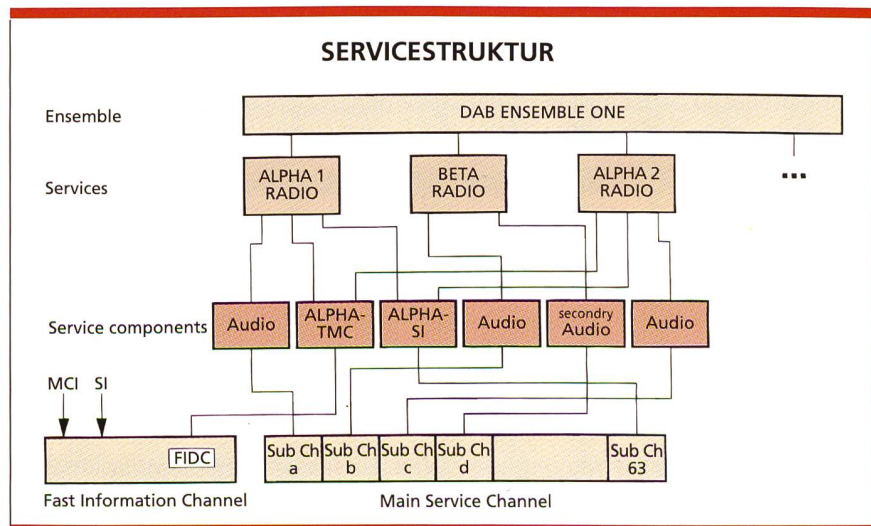 SERVICESTRUKTUR
Ensemble
DAB ENSEMBLE ONE
Services
ALPHA 1
RADIO
BETA
RADIO
ALPHA 2
RADIO
...
Service components
Audio
ALPHA-
TMC
ALPHA-
SI
Audio
secondry
Audio
Audio
MCI SI
FIDC
Sub Ch
a
Sub Ch
b
Sub Ch
c
Sub Ch
d
Sub Ch
63
Fast Information Channel
Main Service Channel